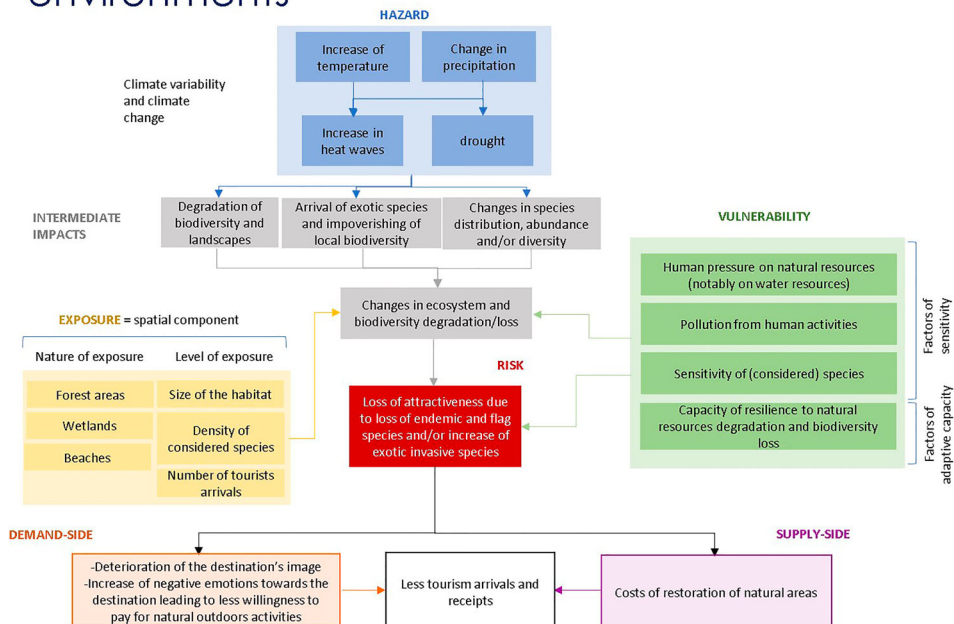 environments
HAZARD
Increase of
temperature
Change in
precipitation
Climate variability
and climate
change
Increase in
heat waves
drought
INTERMEDIATE
IMPACTS
Degradation of
biodiversity and
landscapes
Arrival of exotic species
and impoverishing of
local biodiversity
Changes in species
distribution, abundance
and/or diversity
VULNERABILITY
Human pressure on natural resources
(notably on water resources)
Pollution from human activities
Sensitivity of (considered) species
Capacity of resilience to natural
resources degradation and biodiversity
loss
Factors of
sensitivity
Factors of
adaptive capacity
Changes in ecosystem and
biodiversity degradation/loss
EXPOSURE = spatial component
Nature of exposure
Level of exposure
Forest areas
Wetlands
Beaches
Size of the habitat
Density of
considered species
Number of tourists
arrivals
RISK
Loss of attractiveness due
to loss of endemic and flag
species and/or increase of
exotic invasive species
DEMAND-SIDE
-Deterioration of the destination's image
-Increase of negative emotions towards the
destination leading to less willingness to
pay for natural outdoors activities
Less tourism arrivals and
receipts
SUPPLY-SIDE
Costs of restoration of natural areas